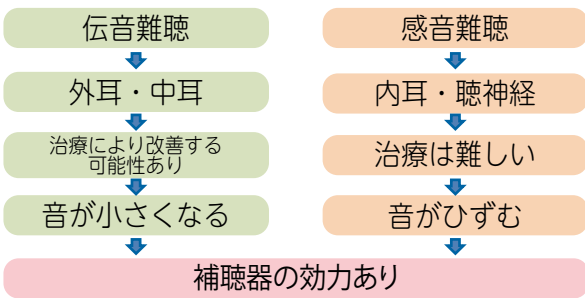 伝音難聴
外耳・中耳
治療により改善する
可能性あり
音が小さくなる
感音難聴
内耳・聴神経
治療は難しい
音がひずむ
補聴器の効力あり